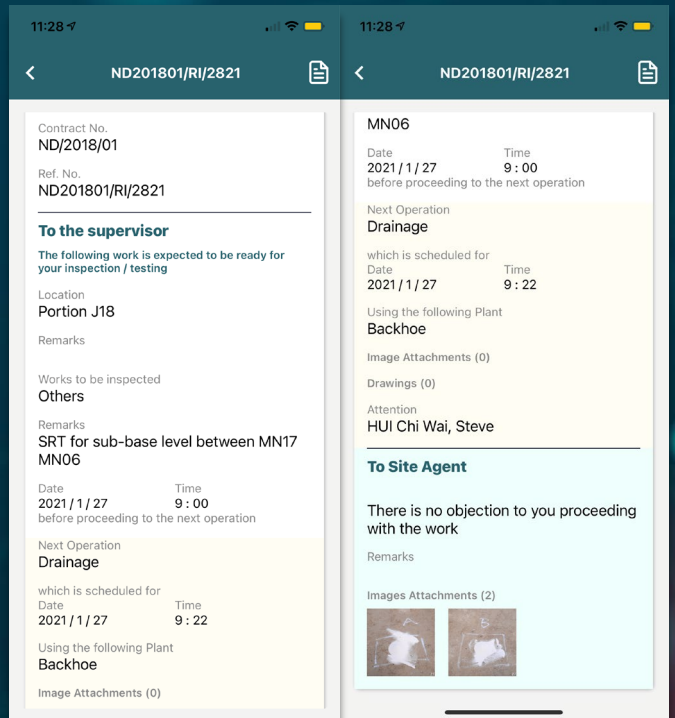 11:28
ND201801/RI/2821
Contract No.
ND/2018/01
Ref. No.
ND201801/RI/2821
To the supervisor
The following work is expected to be ready for
your inspection / testing
Location
Portion J18
Remarks
Works to be inspected
Others
Remarks
SRT for sub-base level between MN17
MN06
Date Time
2021 / 1 / 27 9 : 00
before proceeding to the next operation
Next Operation
Drainage
which is scheduled for
Date Time
2021 / 1 / 27 9 : 22
Using the following Plant
Backhoe
Image Attachments (0)
11:28
ND201801/RI/2821
MN06
Date Time
2021 / 1 / 27 9 : 00
before proceeding to the next operation
Next Operation
Drainage
which is scheduled for
Date Time
2021 / 1 / 27 9 : 22
Using the following Plant
Backhoe
Image Attachments (0)
Drawings (0)
Attention
HUI Chi Wai, Steve
To Site Agent
There is no objection to you proceeding
with the work
Remarks
Images Attachments (2)
A
B